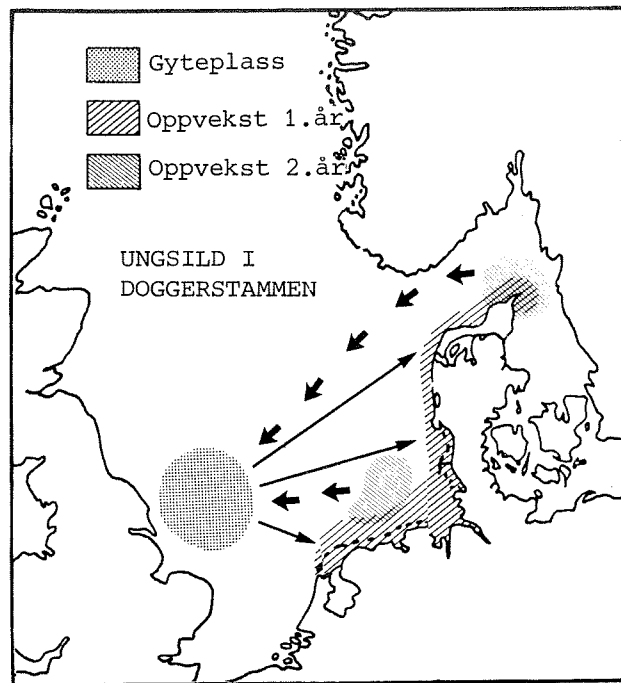 Gyteplass
Oppvekst 1.år
Oppvekst 2.år
UNGSILD I
DOGGERSTAMMEN